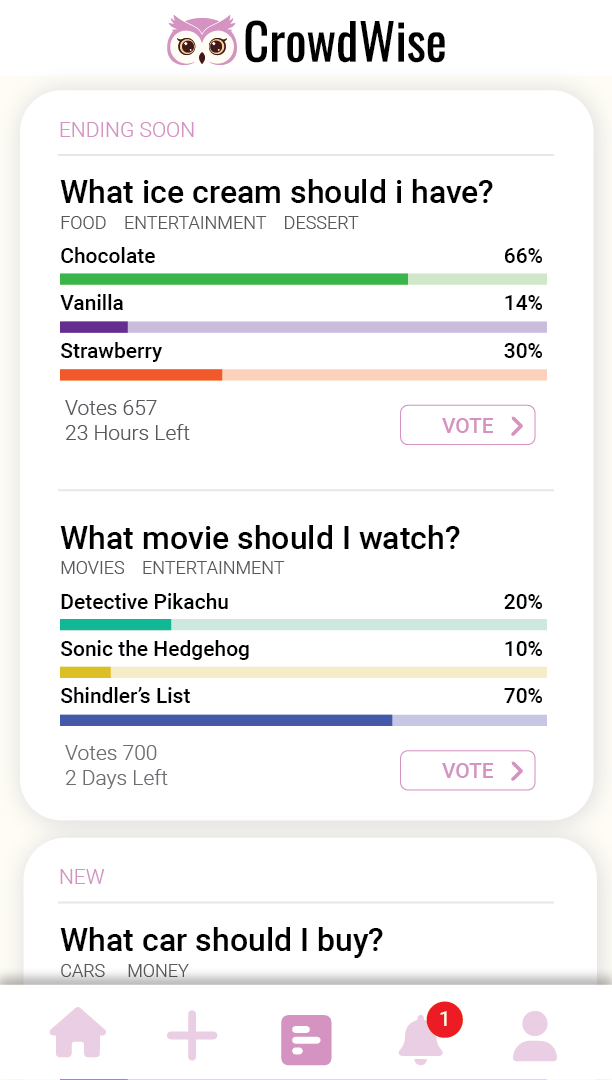 CrowdWise
ENDING SOON
What ice cream should i have?
FOOD ENTERTAINMENT DESSERT
Chocolate 66%
Vanilla 14%
Strawberry 30%
Votes 657
23 Hours Left
VOTE
What movie should I watch?
MOVIES ENTERTAINMENT
Detective Pikachu 20%
Sonic the Hedgehog 10%
Shindler’s List 70%
Votes 700
2 Days Left
VOTE
NEW
What car should I buy?
CARS MONEY
1